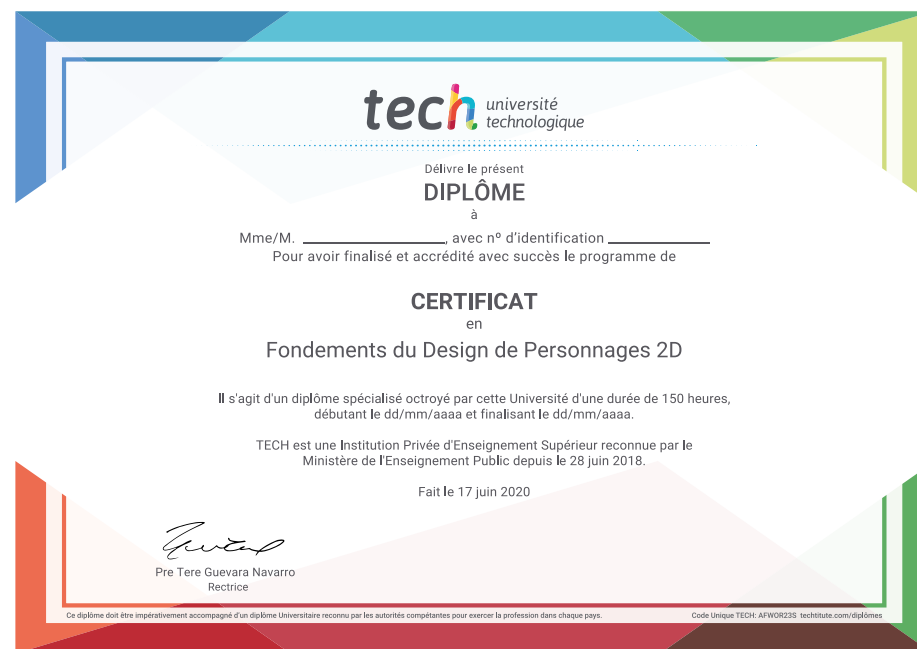 tech université
technologique
Délivre le présent
DIPLÔME
à
Mme/M. ____________, avec nº d'identification ____________
Pour avoir finalisé et accrédité avec succès le programme de
CERTIFICAT
en
Fondements du Design de Personnages 2D
Il s'agit d'un diplôme spécialisé octroyé par cette Université d'une durée de 150 heures,
débutant le dd/mm/aaaa et finalisant le dd/mm/aaaa.
TECH est une Institution Privée d'Enseignement Supérieur reconnue par le
Ministère de l'Enseignement Public depuis le 28 juin 2018.
Fait le 17 juin 2020
Pre Tere Guevara Navarro
Rectrice
Ce diplôme doit être impérativement accompagné d'un diplôme Universitaire reconnu par les autorités compétantes pour exercer la profession dans chaque pays.
Code Unique TECH: AFWOR23S techtitute.com/diplômes